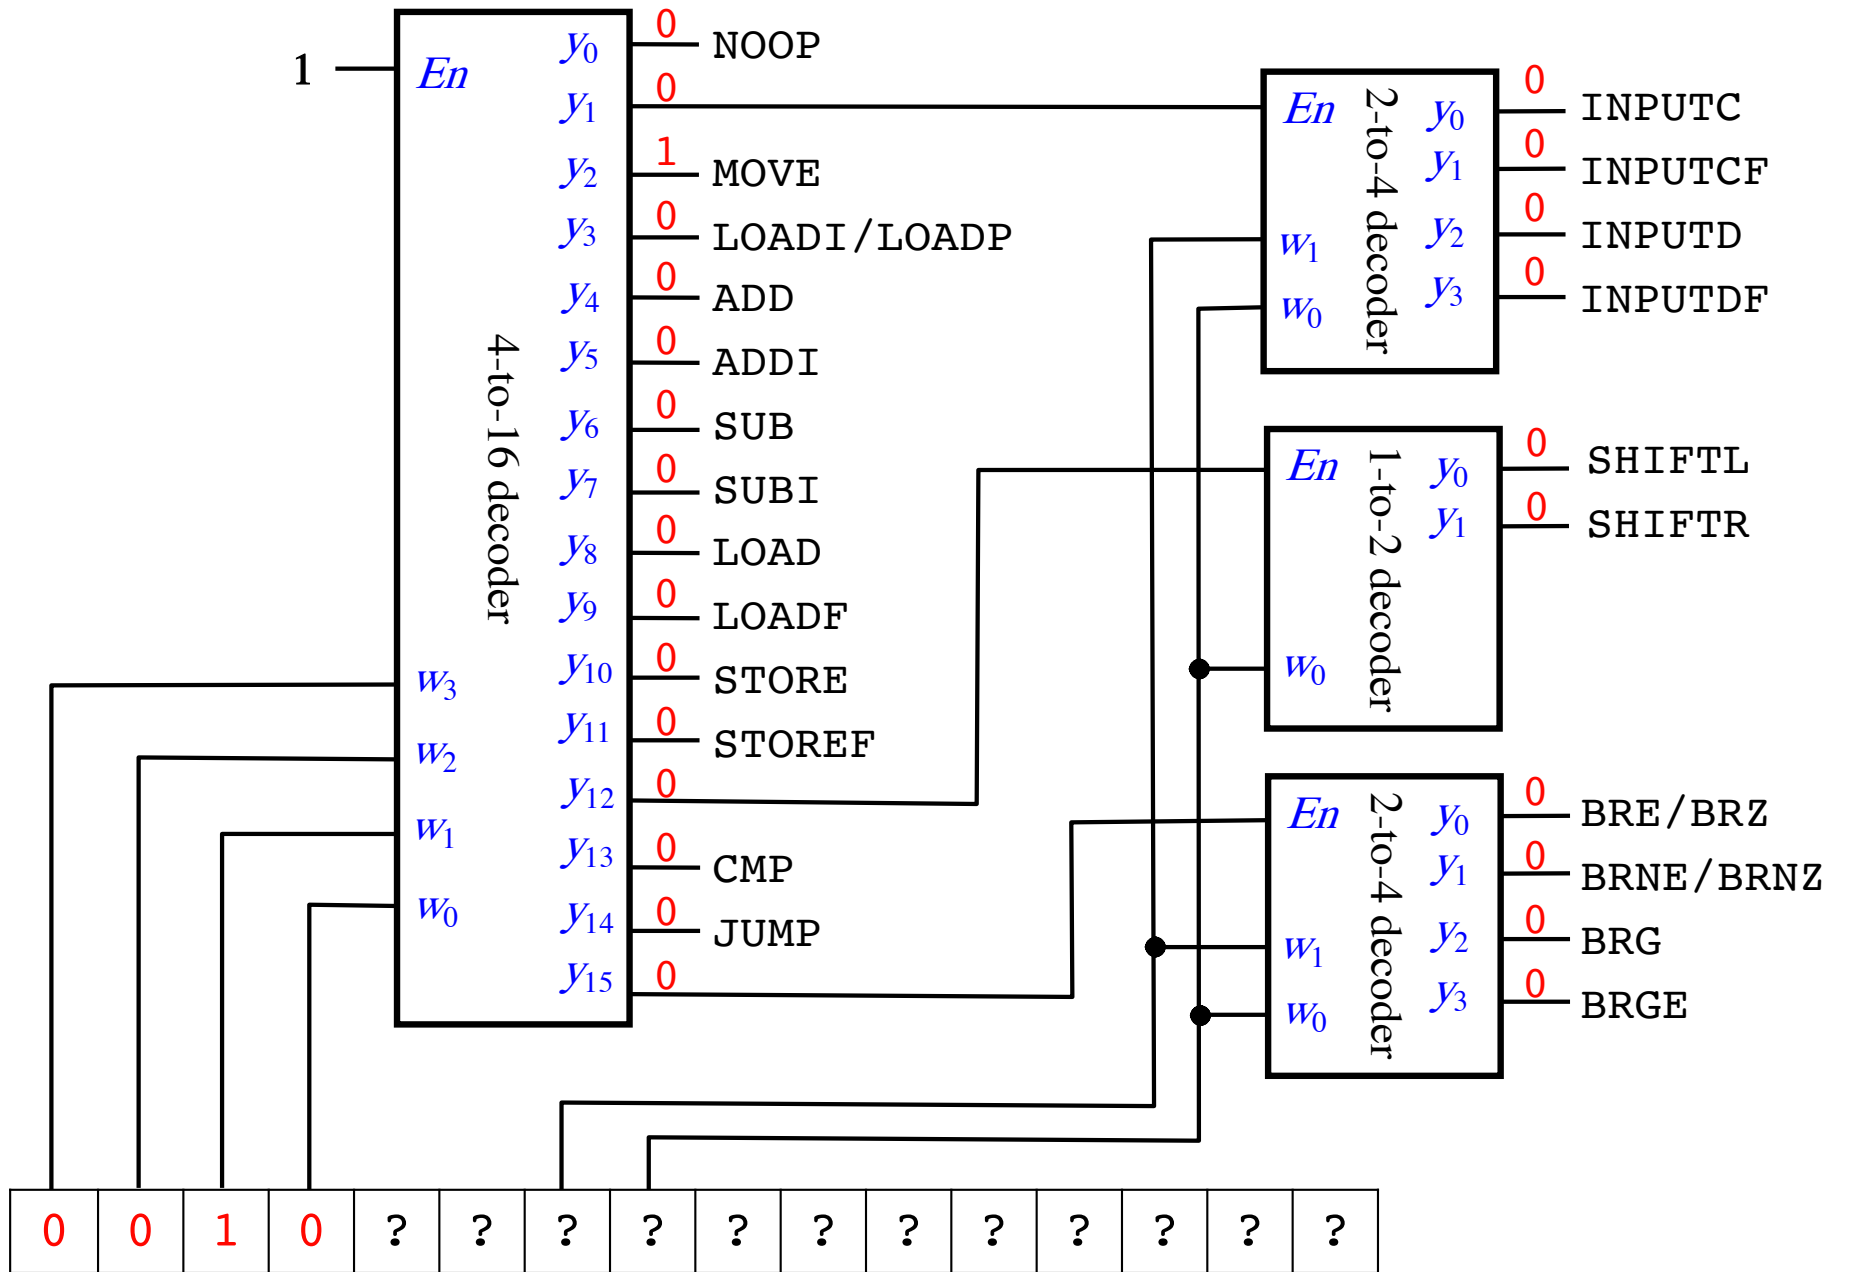 1
En
4-to-16 decoder
w3
w2
w1
w0
y0 0 NOOP
y1 0
y2 1 MOVE
y3 0 LOADI/LOADP
y4 0 ADD
y5 0 ADDI
y6 0 SUB
y7 0 SUBI
y8 0 LOAD
y9 0 LOADF
y10 0 STORE
y11 0 STOREF
y12 0
y13 0 CMP
y14 0 JUMP
y15 0
En
w1
w0
2-to-4 decoder
y0 0 INPUTC
y1 0 INPUTCF
y2 0 INPUTD
y3 0 INPUTDF
En
w0
1-to-2 decoder
y0 0 SHIFTL
y1 0 SHIFTR
En
w1
w0
2-to-4 decoder
y0 0 BRE/BRZ
y1 0 BRNE/BRNZ
y2 0 BRG
y3 0 BRGE
0 0 1 0 ? ? ? ? ? ? ? ? ? ? ? ?